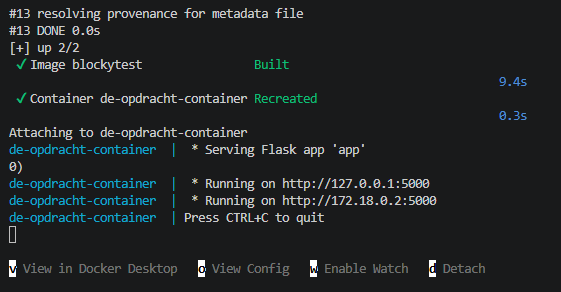 #13 resolving provenance for metadata file
#13 DONE 0.0s
[+] up 2/2
✓ Image blockytest Built
9.4s
✓ Container de-opdracht-container Recreated
0.3s
Attaching to de-opdracht-container
de-opdracht-container | * Serving Flask app 'app'
0)
de-opdracht-container | * Running on http://127.0.0.1:5000
de-opdracht-container | * Running on http://172.18.0.2:5000
de-opdracht-container | Press CTRL+C to quit
v View in Docker Desktop o View Config w Enable Watch d Detach